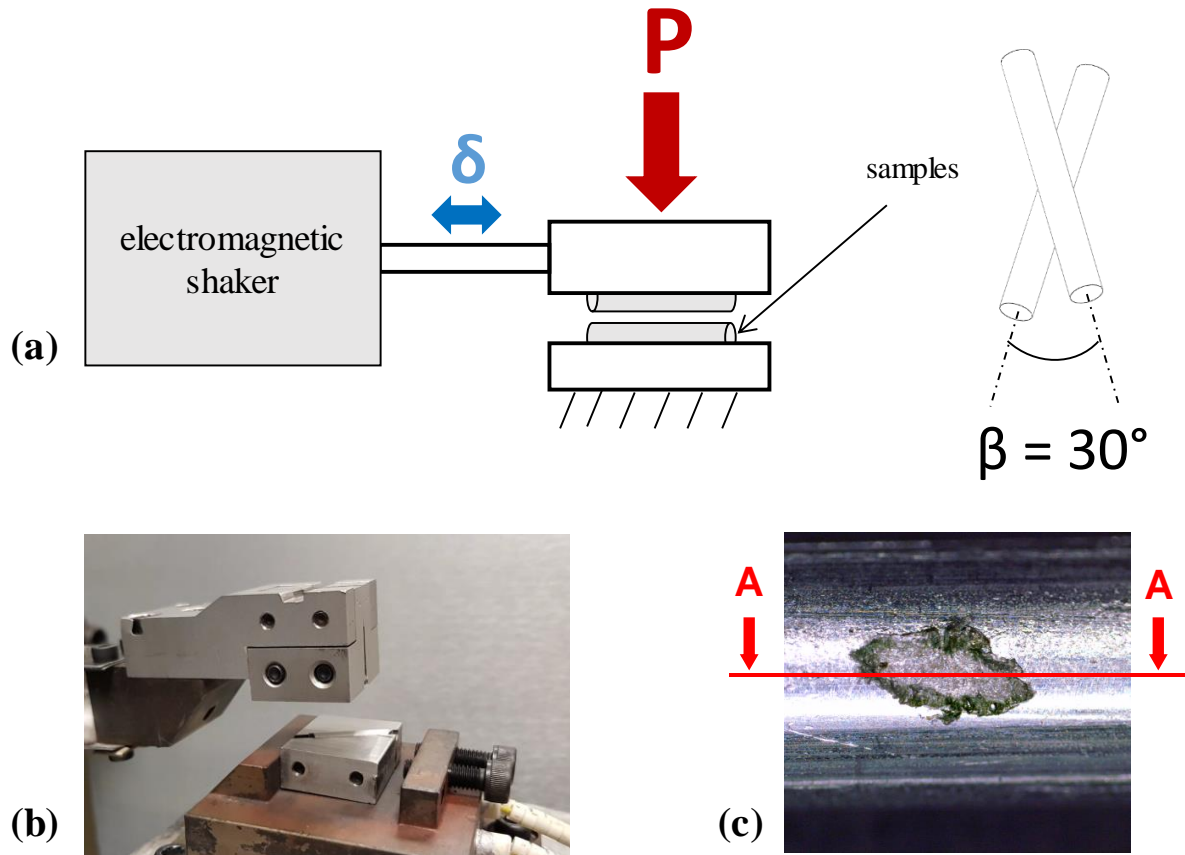 P
δ
samples
electromagnetic
shaker
(a)
β = 30°
A
A
(b)
(c)